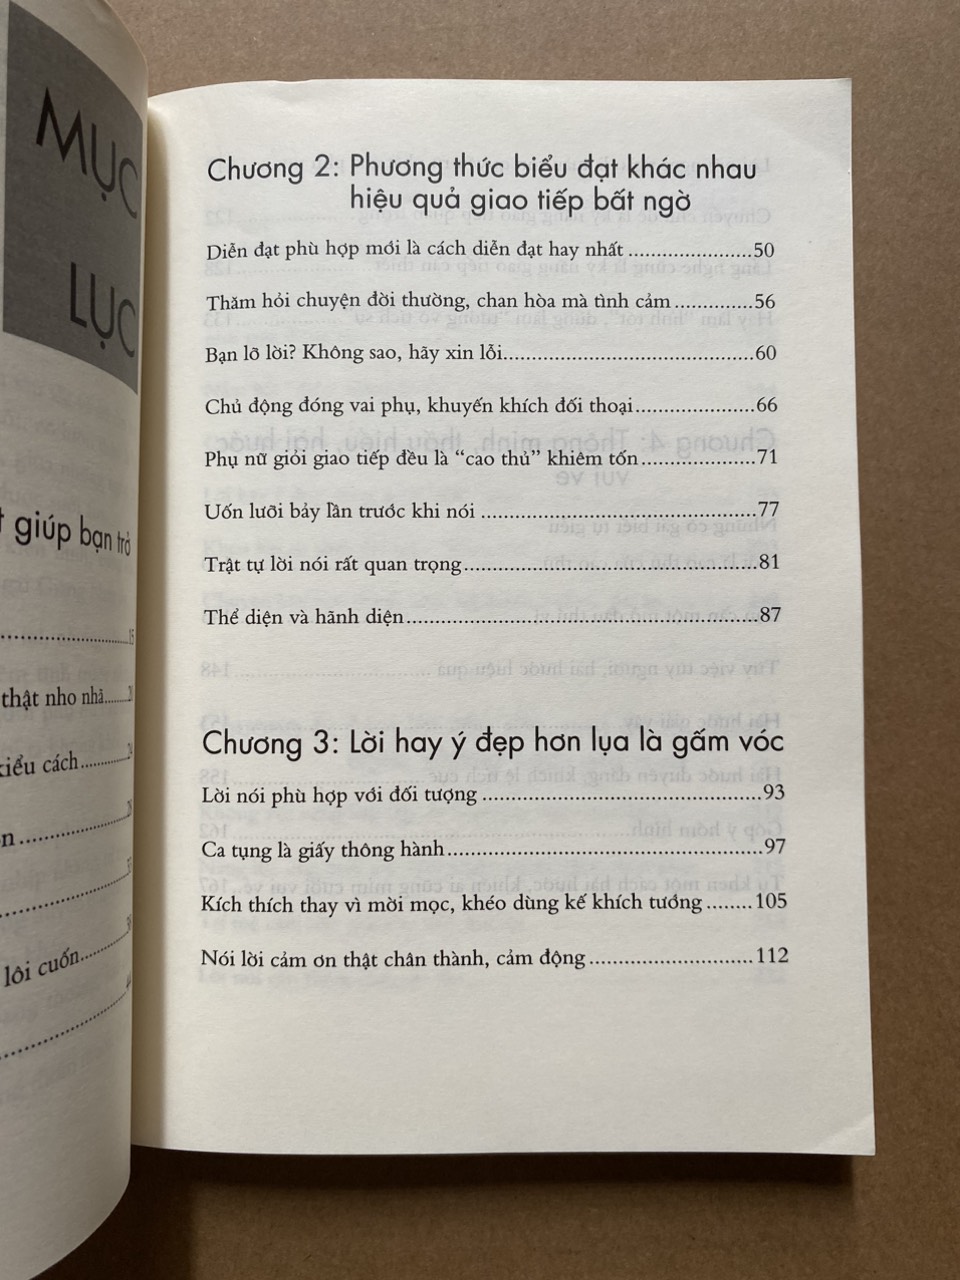 MỤC
LỤC
giúp bạn trở
15
thật nho nhã........
kiểu cách............
lôi cuốn.....
Chương 2: Phương thức biểu đạt khác nhau
hiệu quả giao tiếp bất ngờ
Diễn đạt phù hợp mới là cách diễn đạt hay nhất ......................50
Thăm hỏi chuyện đời thường, chan hòa mà tình cảm ..............56
Bạn lỡ lời? Không sao, hãy xin lỗi.............................................60
Chủ động đóng vai phụ, khuyến khích đối thoại.....................66
Phụ nữ giỏi giao tiếp đều là “cao thủ” khiêm tốn....................71
Uốn lưỡi bảy lần trước khi nói .................................................77
Trật tự lời nói rất quan trọng....................................................81
Thể diện và hãnh diện..............................................................87
Chương 3: Lời hay ý đẹp hơn lụa là gấm vóc
Lời nói phù hợp với đối tượng .................................................93
Ca tụng là giấy thông hành.......................................................97
Kích thích thay vì mời mọc, khéo dùng kế khích tướng ........105
Nói lời cảm ơn thật chân thành, cảm động ............................112